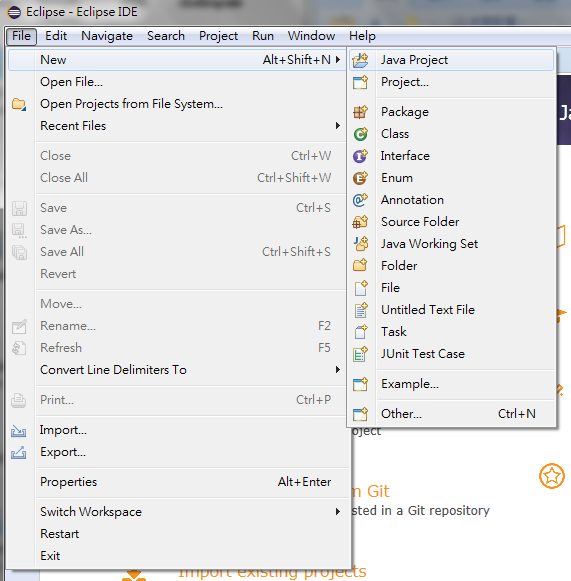 Eclipse - Eclipse IDE
File Edit Navigate Search Project Run Window Help
New Alt+Shift+N
Open File...
Open Projects from File System...
Recent Files
Close Ctrl+W
Close All Ctrl+Shift+W
Save Ctrl+S
Save As...
Save All Ctrl+Shift+S
Revert
Move...
Rename... F2
Refresh F5
Convert Line Delimiters To
Print... Ctrl+P
Import...
Export...
Properties Alt+Enter
Switch Workspace
Restart
Exit
Java Project
Project...
Package
Class
Interface
Enum
Annotation
Source Folder
Java Working Set
Folder
File
Untitled Text File
Task
JUnit Test Case
Example...
Other... Ctrl+N
Ja
oject
m Git
sted in a Git repository
Import existing projects